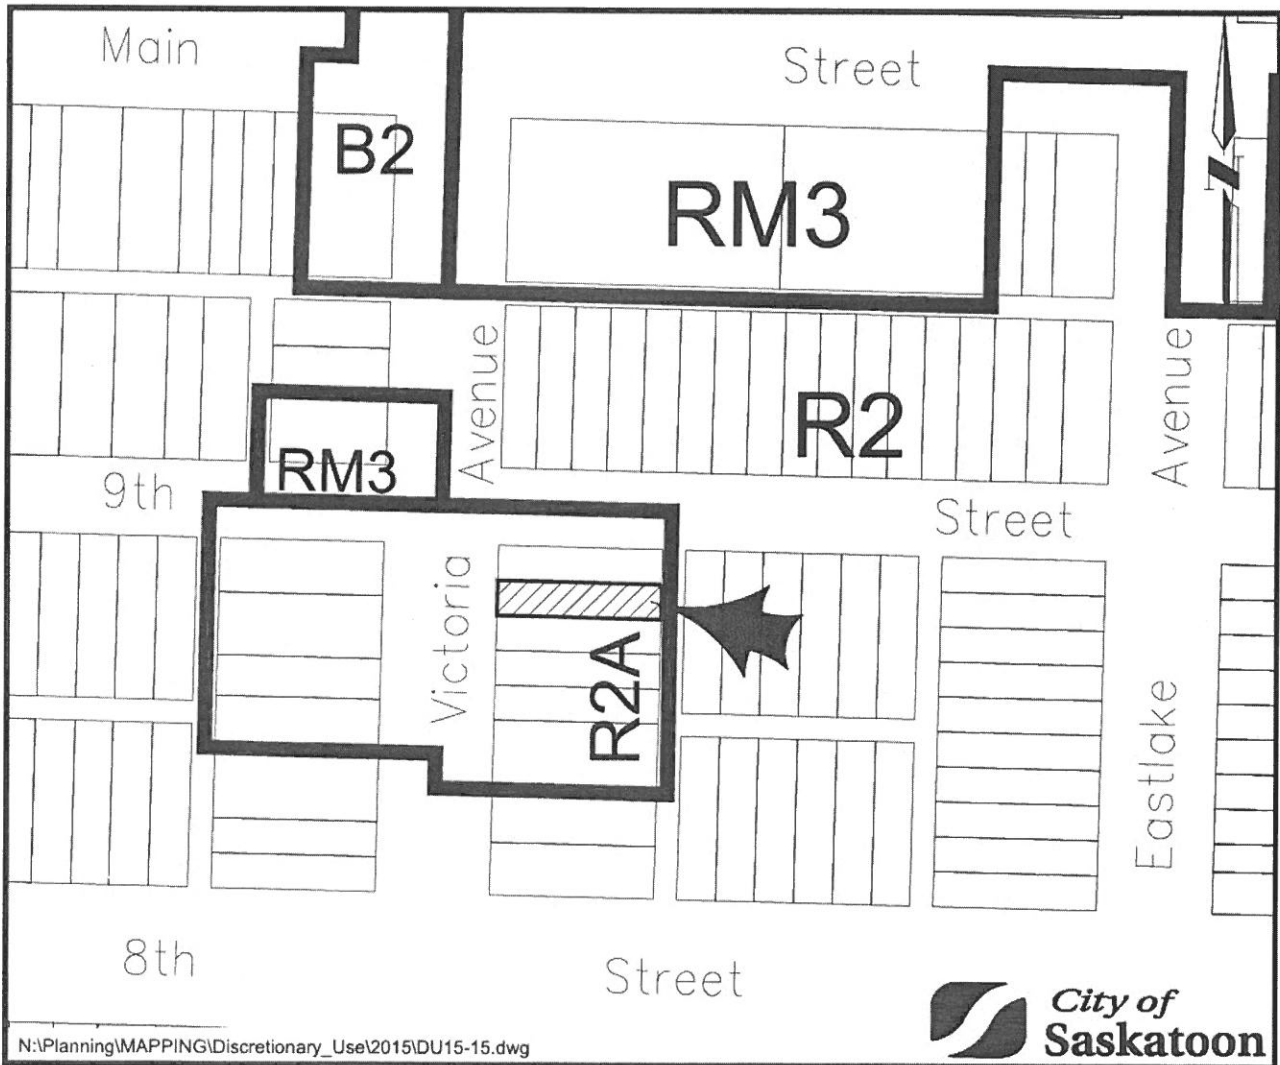 Main Street
B2
RM3
Avenue
R2
Avenue
RM3
9th Street
Victoria
R2A
Eastlake
8th Street
City of
Saskatoon
N:\Planning\MAPPING\Discretionary_Use\2015\DU15-15.dwg